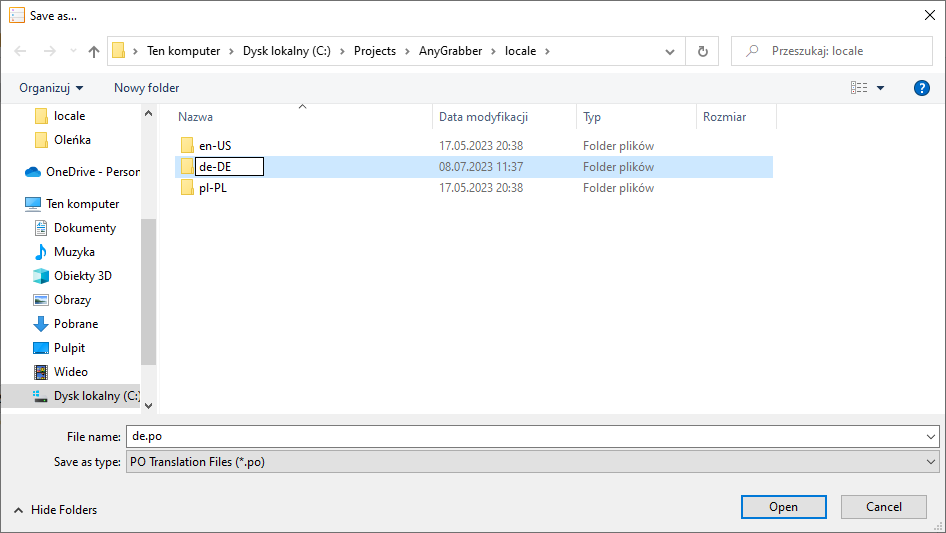 Save as...
Ten komputer Dysk lokalny (C:) Projects AnyGrabber locale
Przeszukaj: locale
Organizuj Nowy folder
?
locale
Oleńka
OneDrive - Person
Ten komputer
Dokumenty
Muzyka
Obiekty 3D
Obrazy
Pobrane
Pulpit
Wideo
Dysk lokalny (C:)
Nazwa Data modyfikacji Typ Rozmiar
en-US 17.05.2023 20:38 Folder plików
de-DE 08.07.2023 11:37 Folder plików
pl-PL 17.05.2023 20:38 Folder plików
File name: de.po
Save as type: PO Translation Files (*.po)
Hide Folders
Open Cancel